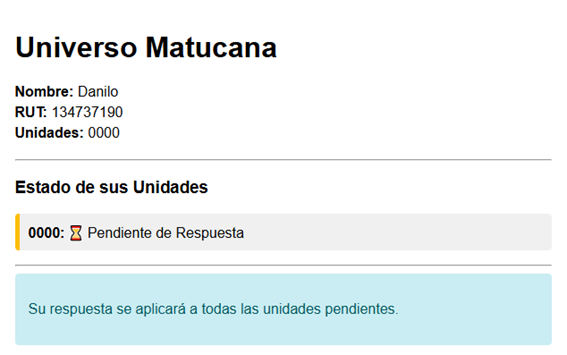 Universo Matucana
Nombre: Danilo
RUT: 134737190
Unidades: 0000
Estado de sus Unidades
0000: ⏳ Pendiente de Respuesta
Su respuesta se aplicará a todas las unidades pendientes.